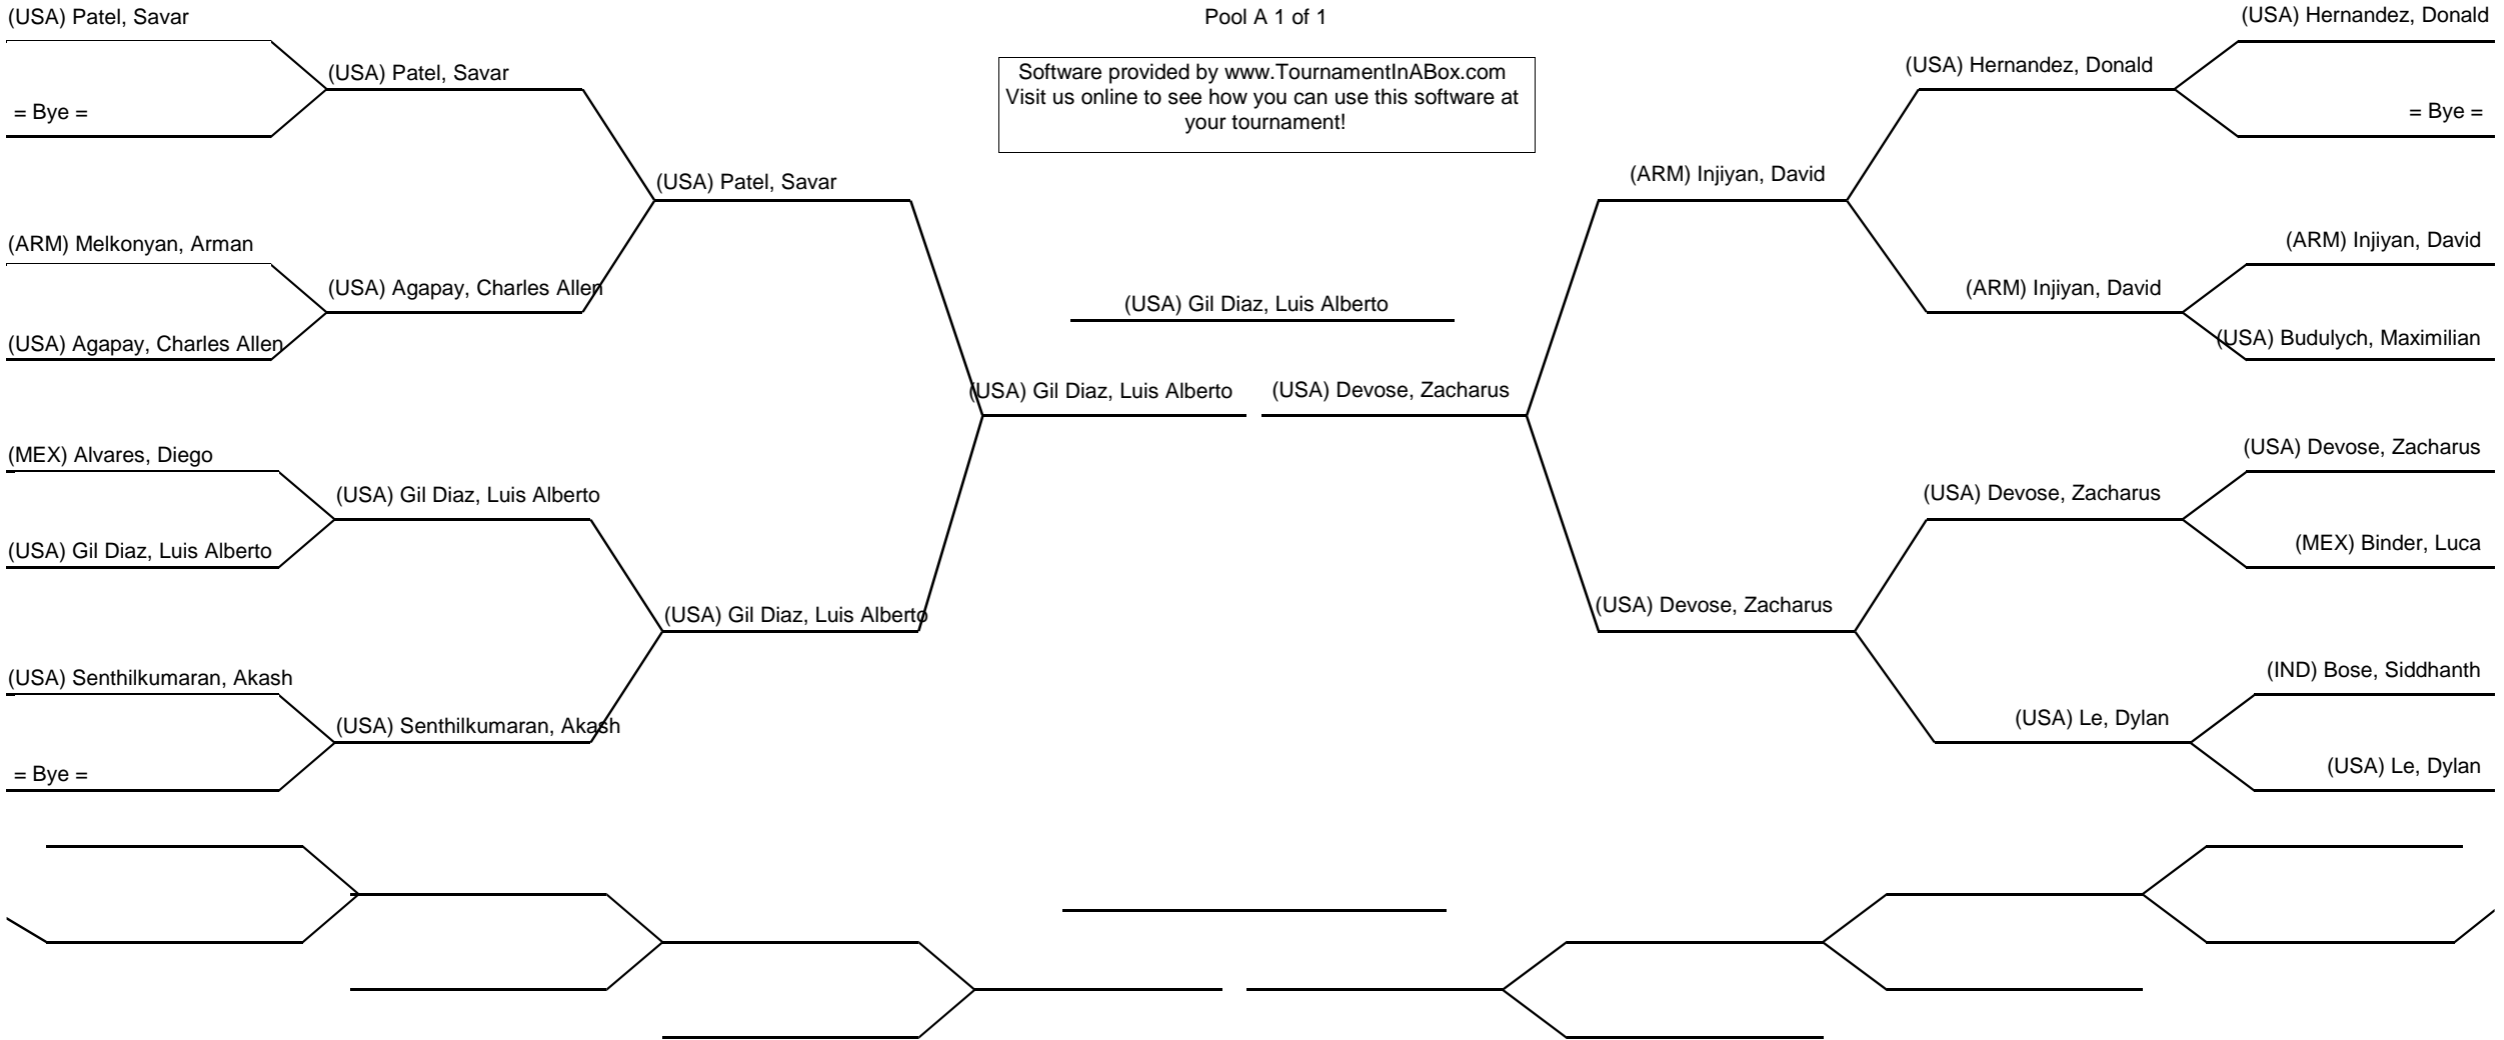 (USA) Patel, Savar
Pool A 1 of 1
(USA) Hernandez, Donald
Software provided by www.TournamentInABox.com
Visit us online to see how you can use this software at
your tournament!
(USA) Patel, Savar
(USA) Hernandez, Donald
= Bye =
= Bye =
(USA) Patel, Savar
(ARM) Injiyan, David
(ARM) Melkonyan, Arman
(ARM) Injiyan, David
(USA) Agapay, Charles Allen
(USA) Gil Diaz, Luis Alberto
(ARM) Injiyan, David
(USA) Agapay, Charles Allen
(USA) Budulych, Maximilian
(USA) Gil Diaz, Luis Alberto
(USA) Devose, Zacharus
(MEX) Alvares, Diego
(USA) Devose, Zacharus
(USA) Gil Diaz, Luis Alberto
(USA) Devose, Zacharus
(USA) Gil Diaz, Luis Alberto
(MEX) Binder, Luca
(USA) Gil Diaz, Luis Alberto
(USA) Devose, Zacharus
(USA) Senthilkumaran, Akash
(IND) Bose, Siddhanth
(USA) Senthilkumaran, Akash
(USA) Le, Dylan
= Bye =
(USA) Le, Dylan